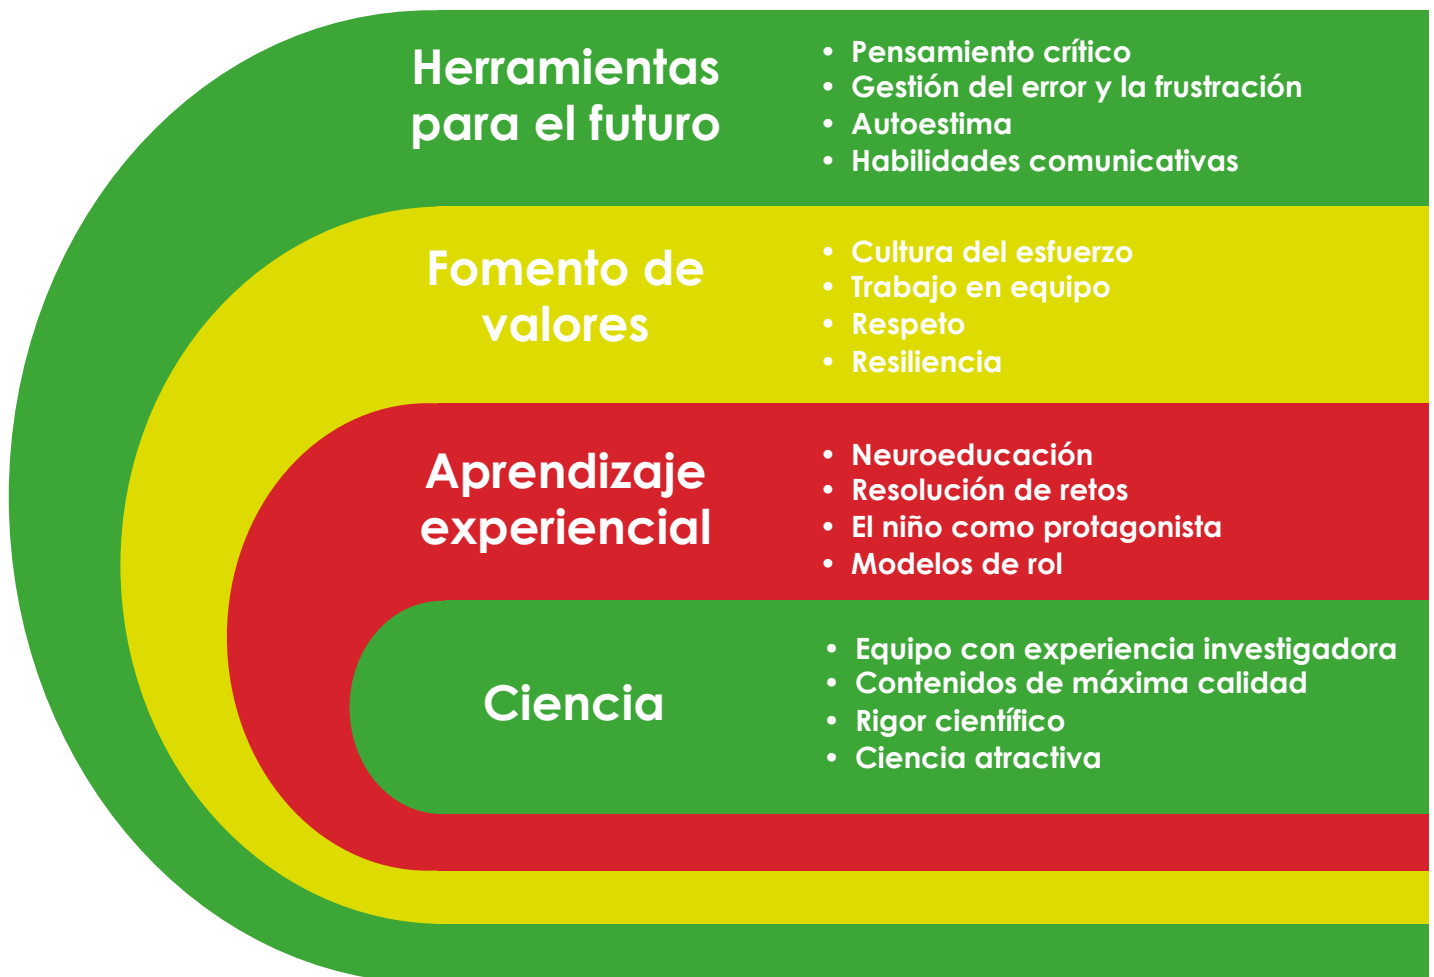 Herramientas
para el futuro
• Pensamiento crítico
• Gestión del error y la frustración
• Autoestima
• Habilidades comunicativas
Fomento de
valores
• Cultura del esfuerzo
• Trabajo en equipo
• Respeto
• Resiliencia
Aprendizaje
experiencial
• Neuroeducación
• Resolución de retos
• El niño como protagonista
• Modelos de rol
Ciencia
• Equipo con experiencia investigadora
• Contenidos de máxima calidad
• Rigor científico
• Ciencia atractiva